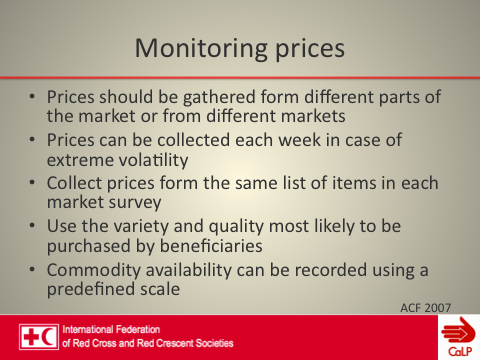 Monitoring prices
• Prices should be gathered form different parts of
the market or from different markets
• Prices can be collected each week in case of
extreme volatility
• Collect prices form the same list of items in each
market survey
• Use the variety and quality most likely to be
purchased by beneficiaries
• Commodity availability can be recorded using a
predefined scale
ACF 2007
International Federation
of Red Cross and Red Crescent Societies
CaLP